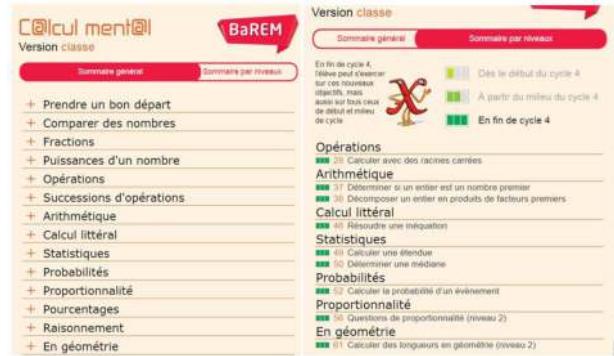 C@lcul ment@l
BaREM
Version classe
Sommaire général
Sommaire par niveaux
+ Prendre un bon départ
+ Comparer des nombres
+ Fractions
+ Puissances d'un nombre
+ Opérations
+ Successions d'opérations
+ Arithmétique
+ Calcul littéral
+ Statistiques
+ Probabilités
+ Proportionnalité
+ Pourcentages
+ Raisonnement
+ En géométrie
Version classe
Sommaire général
Sommaire par niveaux
En fin de cycle 4,
l'élève peut s'exercer
sur ces nouveaux
objectifs, mais
aussi sur tous ceux
de début et milieu
de cycle
Dès le début du cycle 4
A partir du milieu du cycle 4
En fin de cycle 4
Opérations
28 Calculer avec des racines carrées
Arithmétique
37 Déterminer si un entier est un nombre premier
38 Décomposer un entier en produits de facteurs premiers
Calcul littéral
46 Résoudre une inéquation
Statistiques
49 Calculer une étendue
50 Déterminer une médiane
Probabilités
52 Calculer la probabilité d'un évènement
Proportionnalité
56 Questions de proportionnalité (niveau 2)
En géométrie
61 Calculer des longueurs en géométrie (niveau 2)